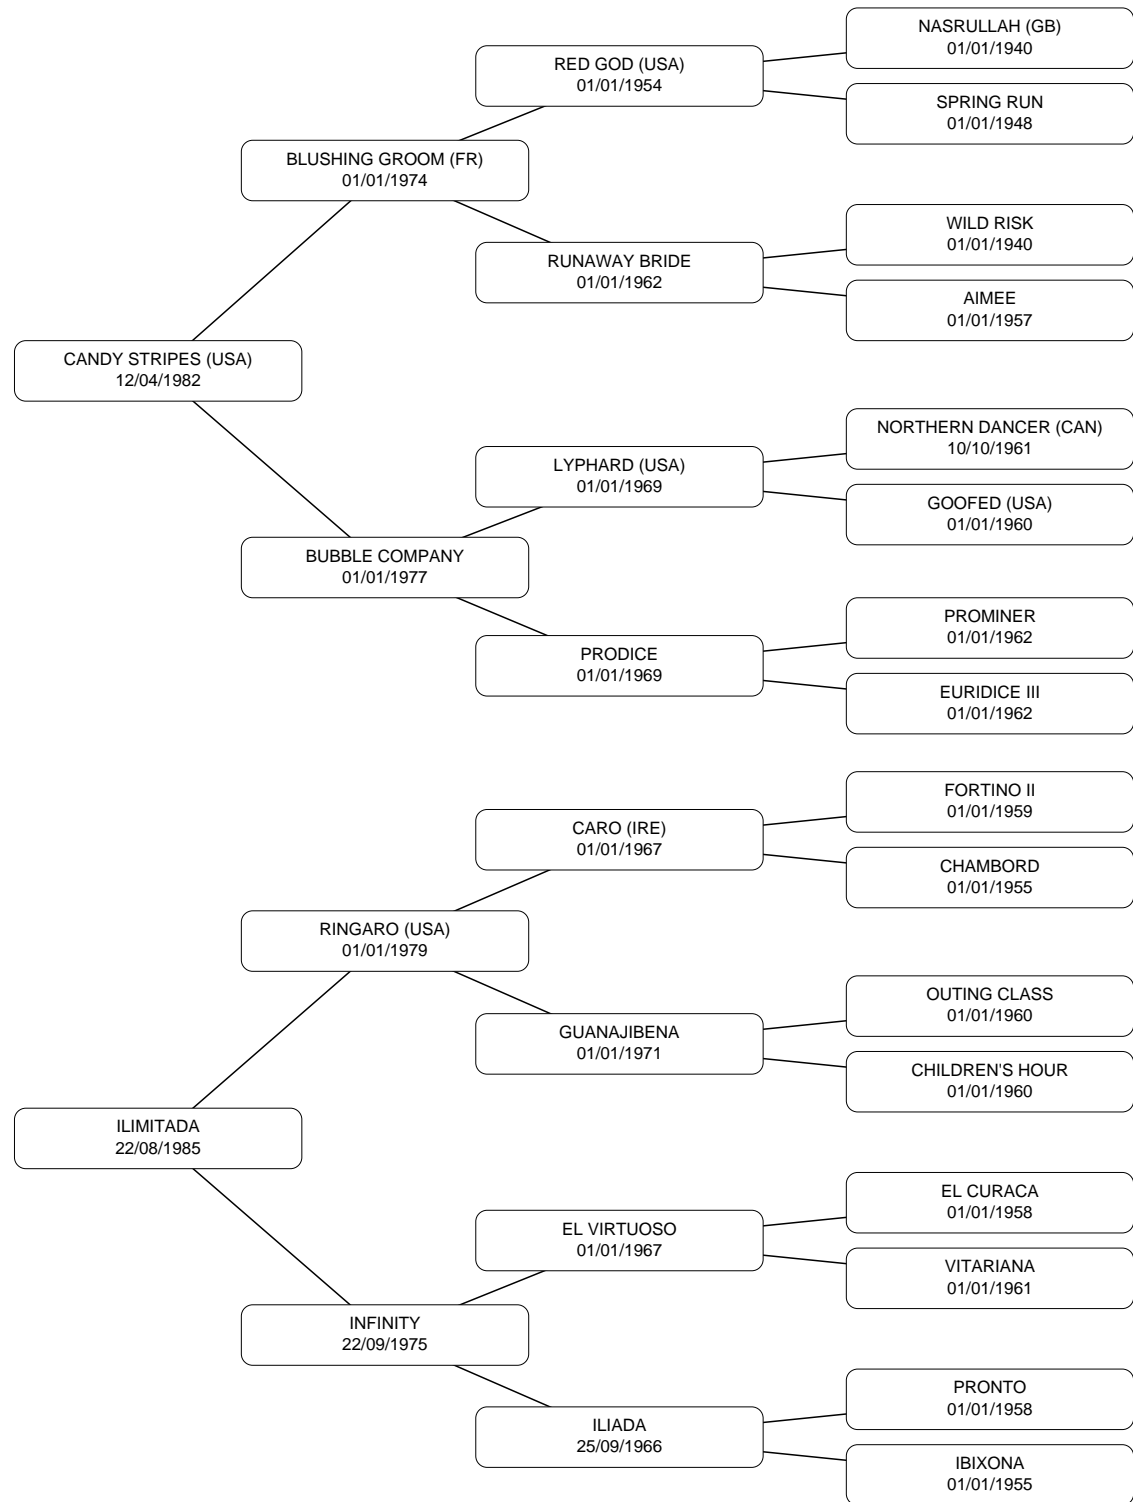 NASRULLAH (GB)
01/01/1940
RED GOD (USA)
01/01/1954
SPRING RUN
01/01/1948
BLUSHING GROOM (FR)
01/01/1974
WILD RISK
01/01/1940
RUNAWAY BRIDE
01/01/1962
AIMEE
01/01/1957
CANDY STRIPES (USA)
12/04/1982
NORTHERN DANCER (CAN)
10/10/1961
LYPHARD (USA)
01/01/1969
GOOFED (USA)
01/01/1960
BUBBLE COMPANY
01/01/1977
PROMINER
01/01/1962
PRODICE
01/01/1969
EURIDICE III
01/01/1962
FORTINO II
01/01/1959
CARO (IRE)
01/01/1967
CHAMBORD
01/01/1955
RINGARO (USA)
01/01/1979
OUTING CLASS
01/01/1960
GUANAJIBENA
01/01/1971
CHILDREN'S HOUR
01/01/1960
ILIMITADA
22/08/1985
EL CURACA
01/01/1958
EL VIRTUOSO
01/01/1967
VITARIANA
01/01/1961
INFINITY
22/09/1975
PRONTO
01/01/1958
ILIADA
25/09/1966
IBIXONA
01/01/1955